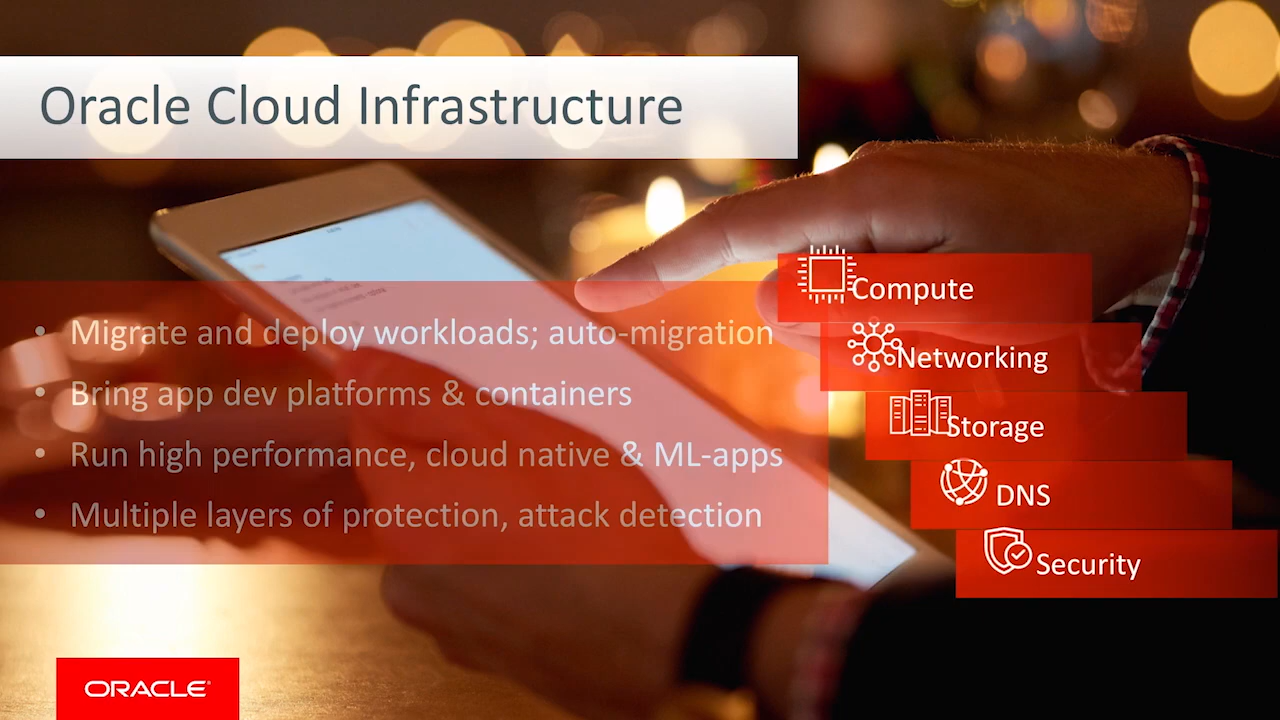 Oracle Cloud Infrastructure
• Migrate and deploy workloads; auto-migration
• Bring app dev platforms & containers
• Run high performance, cloud native & ML-apps
• Multiple layers of protection, attack detection
Compute
Networking
Storage
DNS
Security
ORACLE®